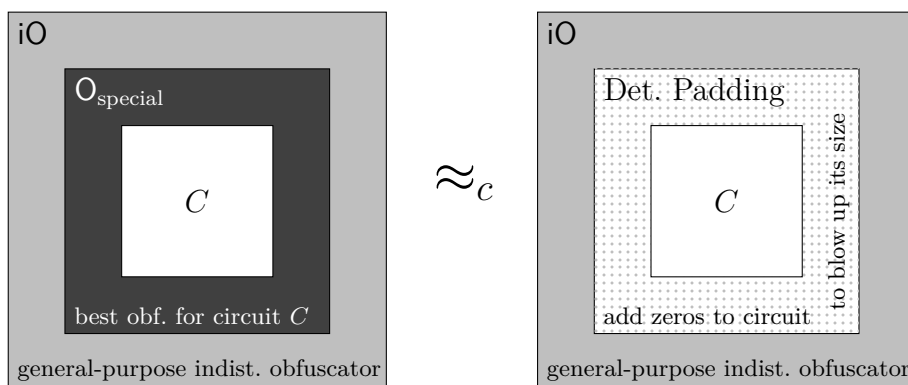 iO
O_special
C
best obf. for circuit C
general-purpose indist. obfuscator
≈_c
iO
Det. Padding
C
to blow up its size
add zeros to circuit
general-purpose indist. obfuscator